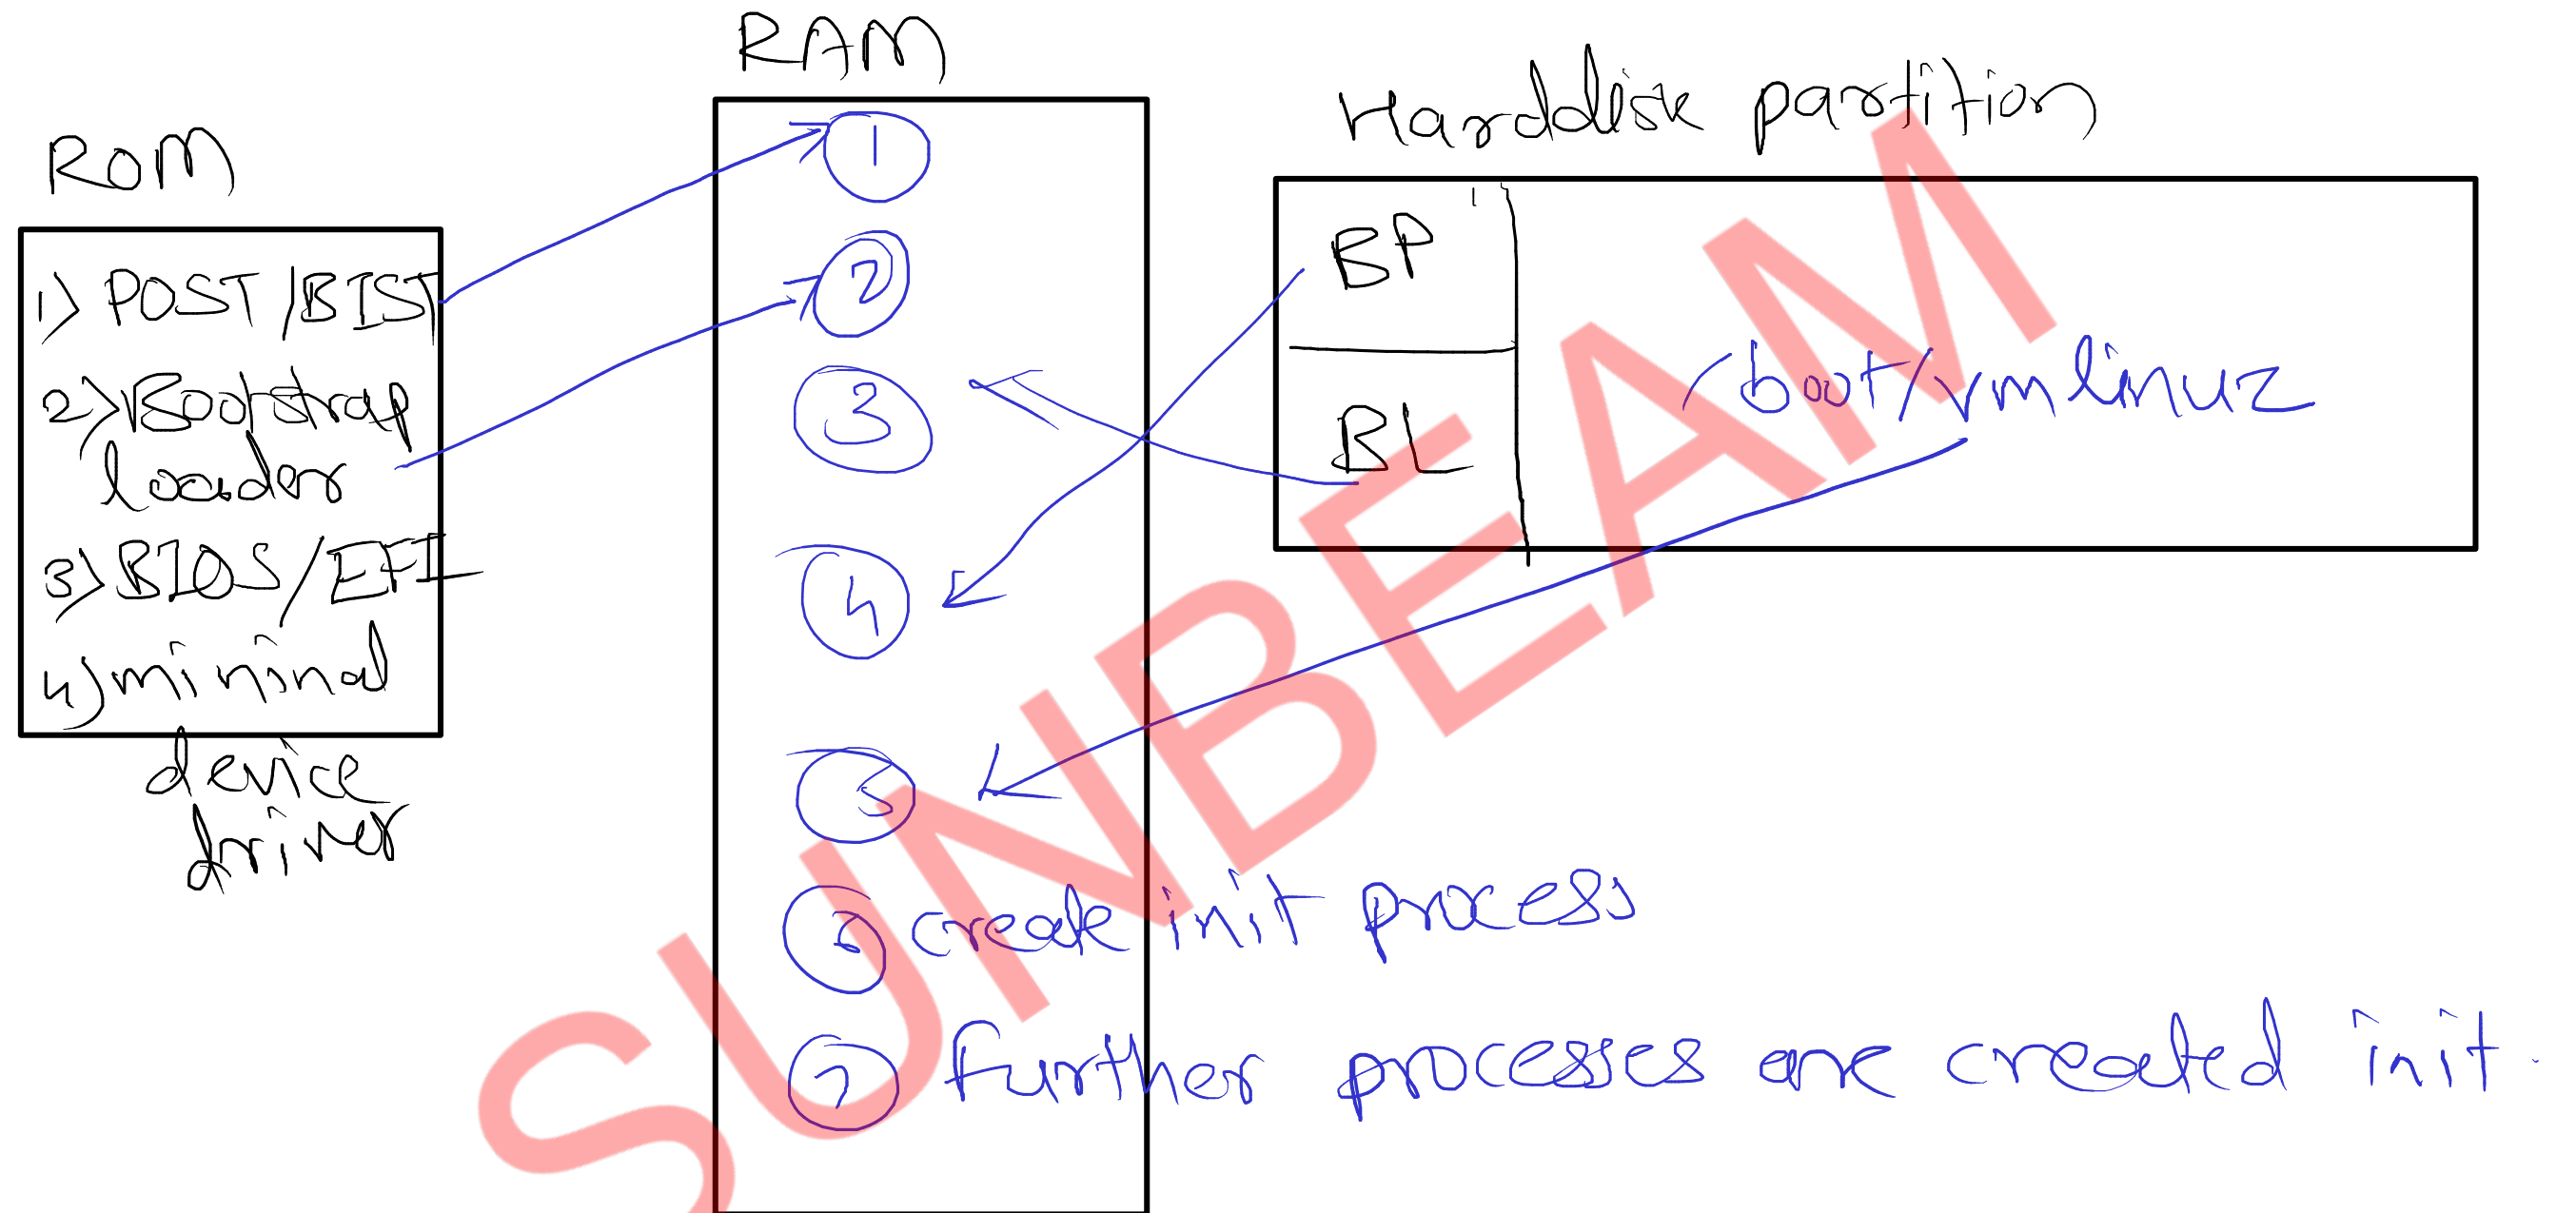 RAM
Harddisk partition
ROM
1) POST/BIST
2) Bootstrap
loader
3) BIOS/EFI
4) mininal
device
driver
1
2
3
4
5
6 create init process
7 further processes are created init.
BP
BL
/boot/vmlinuz
SUNBEAM